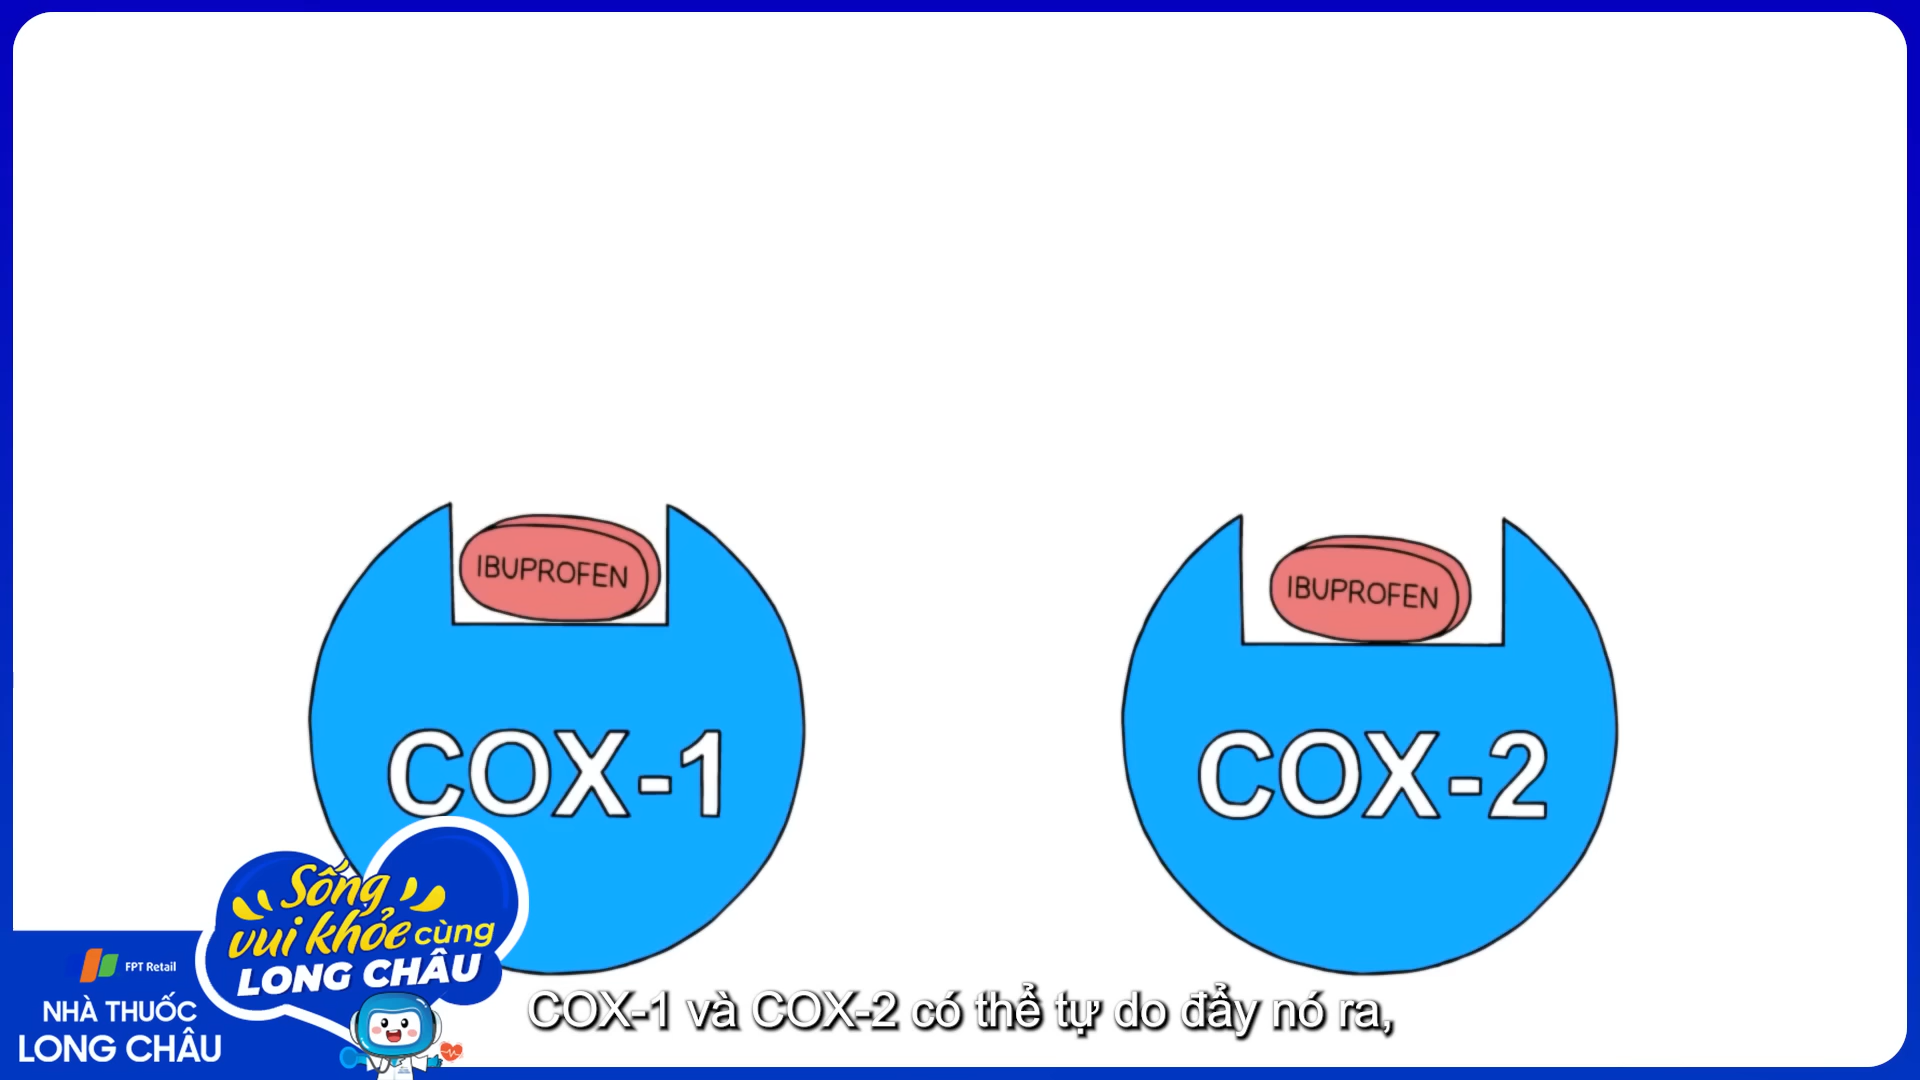 IBUPROFEN
IBUPROFEN
COX-1
COX-2
Sống
vui khỏe cùng
LONG CHÂU
FPT Retail
NHÀ THUỐC
LONG CHÂU
COX-1 và COX-2 có thể tự do đẩy nó ra,